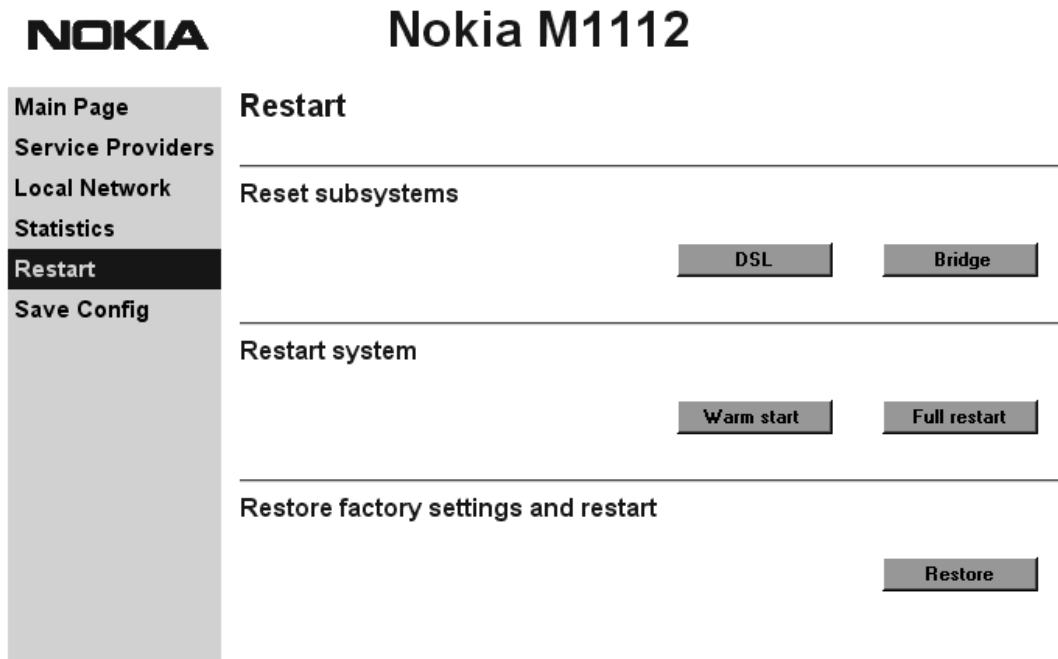 NOKIA
Nokia M1112
Main Page
Service Providers
Local Network
Statistics
Restart
Save Config
Restart
Reset subsystems
DSL Bridge
Restart system
Warm start Full restart
Restore factory settings and restart
Restore